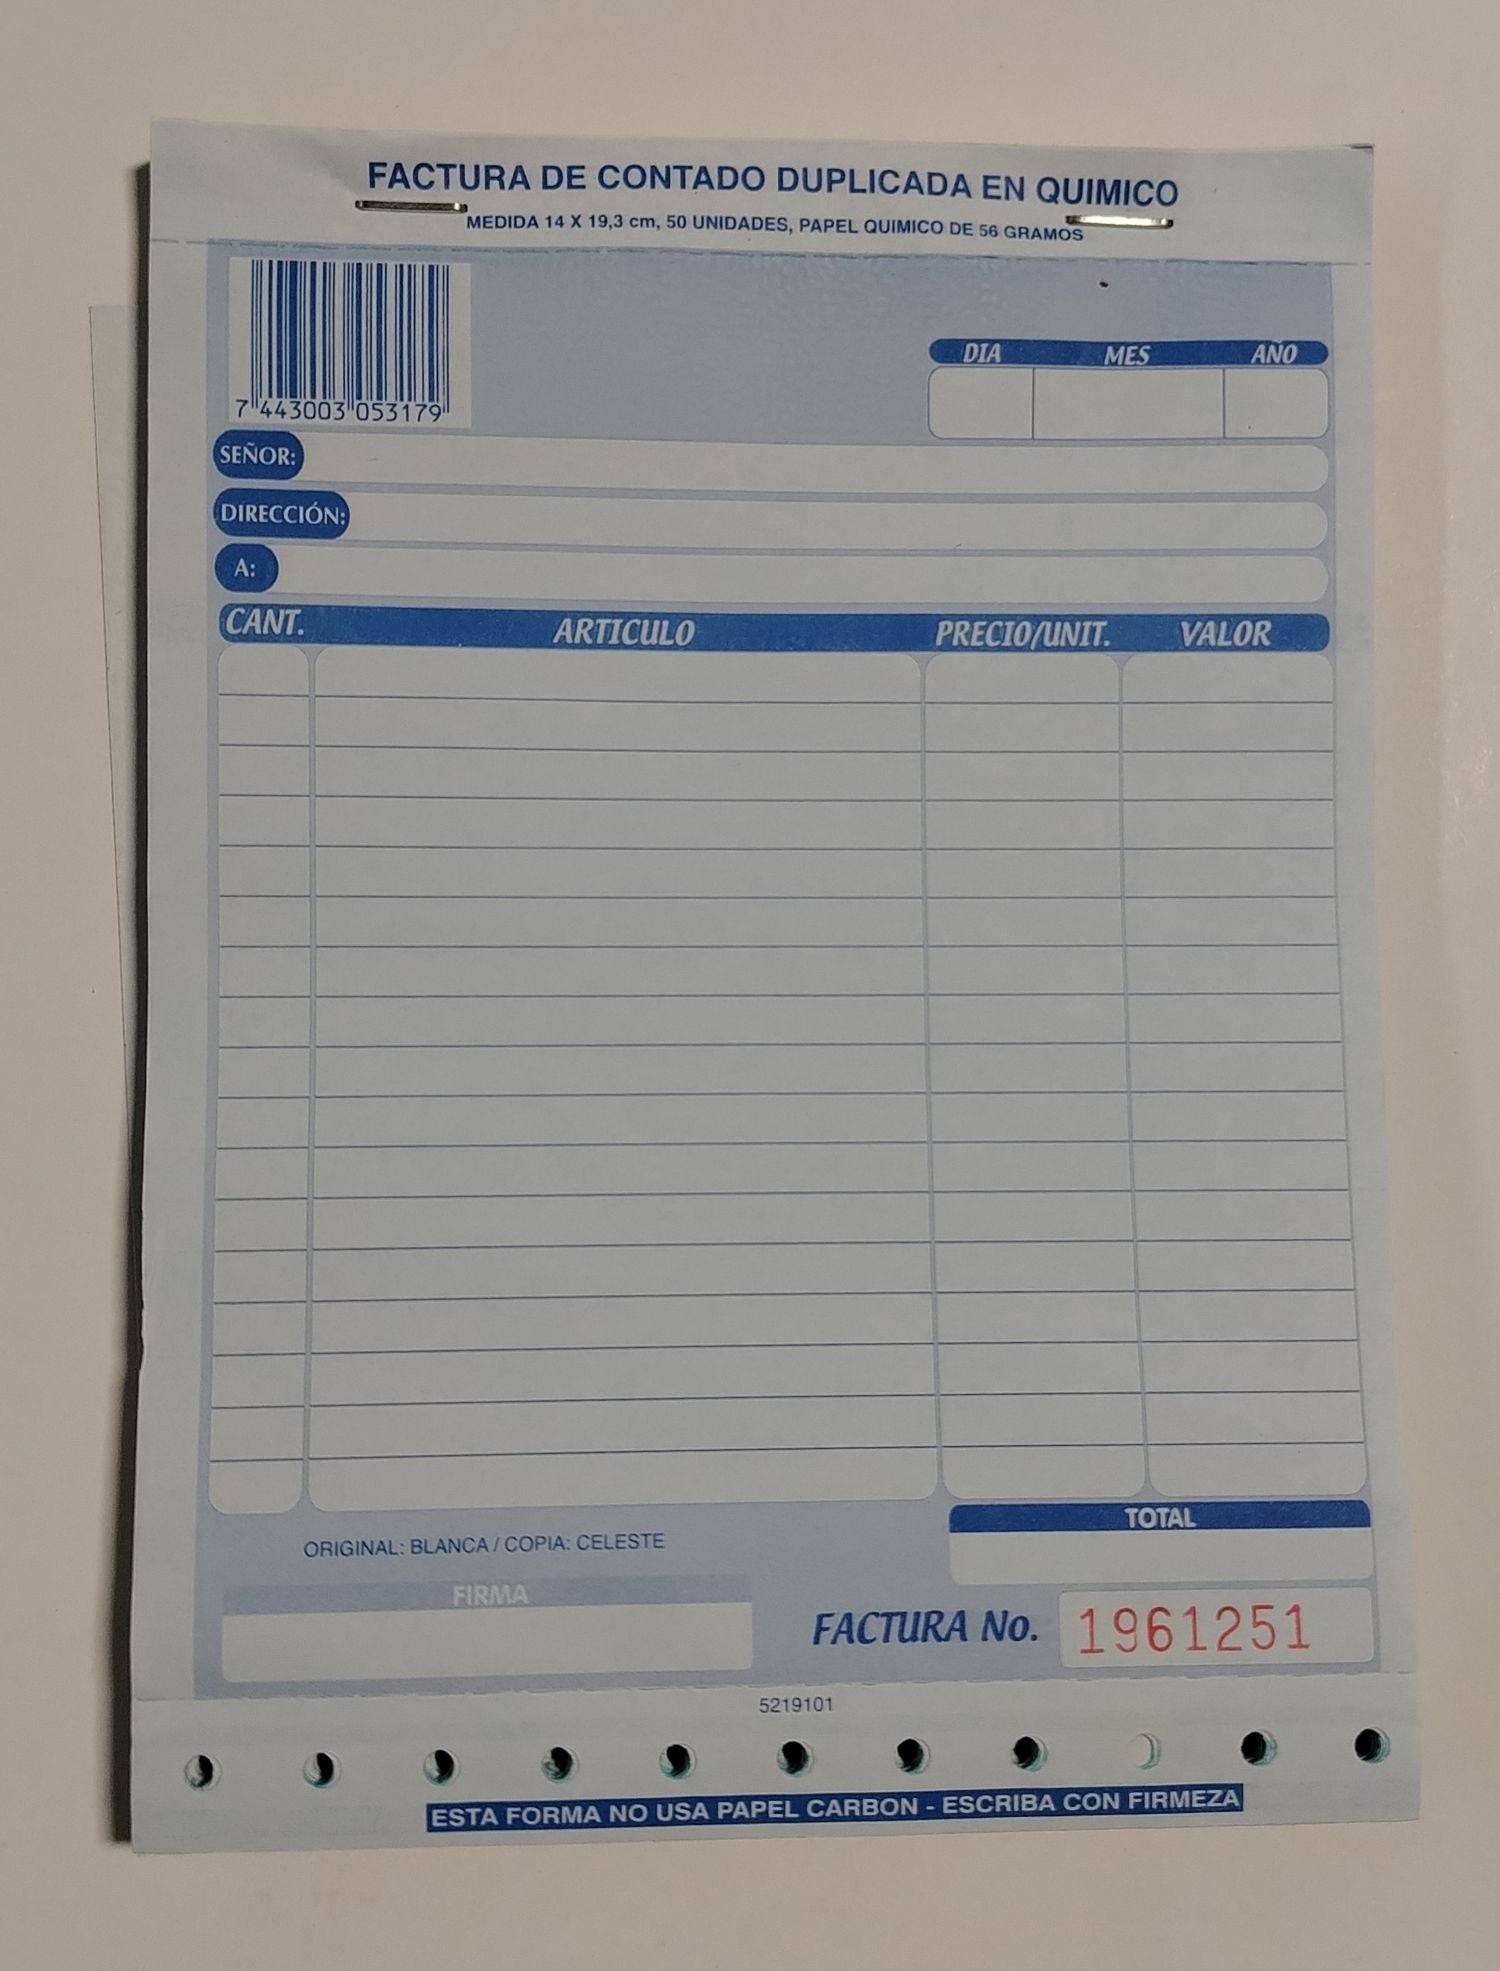 FACTURA DE CONTADO DUPLICADA EN QUIMICO
MEDIDA 14 X 19,3 cm, 50 UNIDADES, PAPEL QUIMICO DE 56 GRAMOS
7 443003 053179
DIA MES AÑO
SEÑOR:
DIRECCIÓN:
A:
CANT. ARTICULO PRECIO/UNIT. VALOR
TOTAL
ORIGINAL: BLANCA / COPIA: CELESTE
FIRMA
FACTURA No. 1961251
5219101
ESTA FORMA NO USA PAPEL CARBON - ESCRIBA CON FIRMEZA